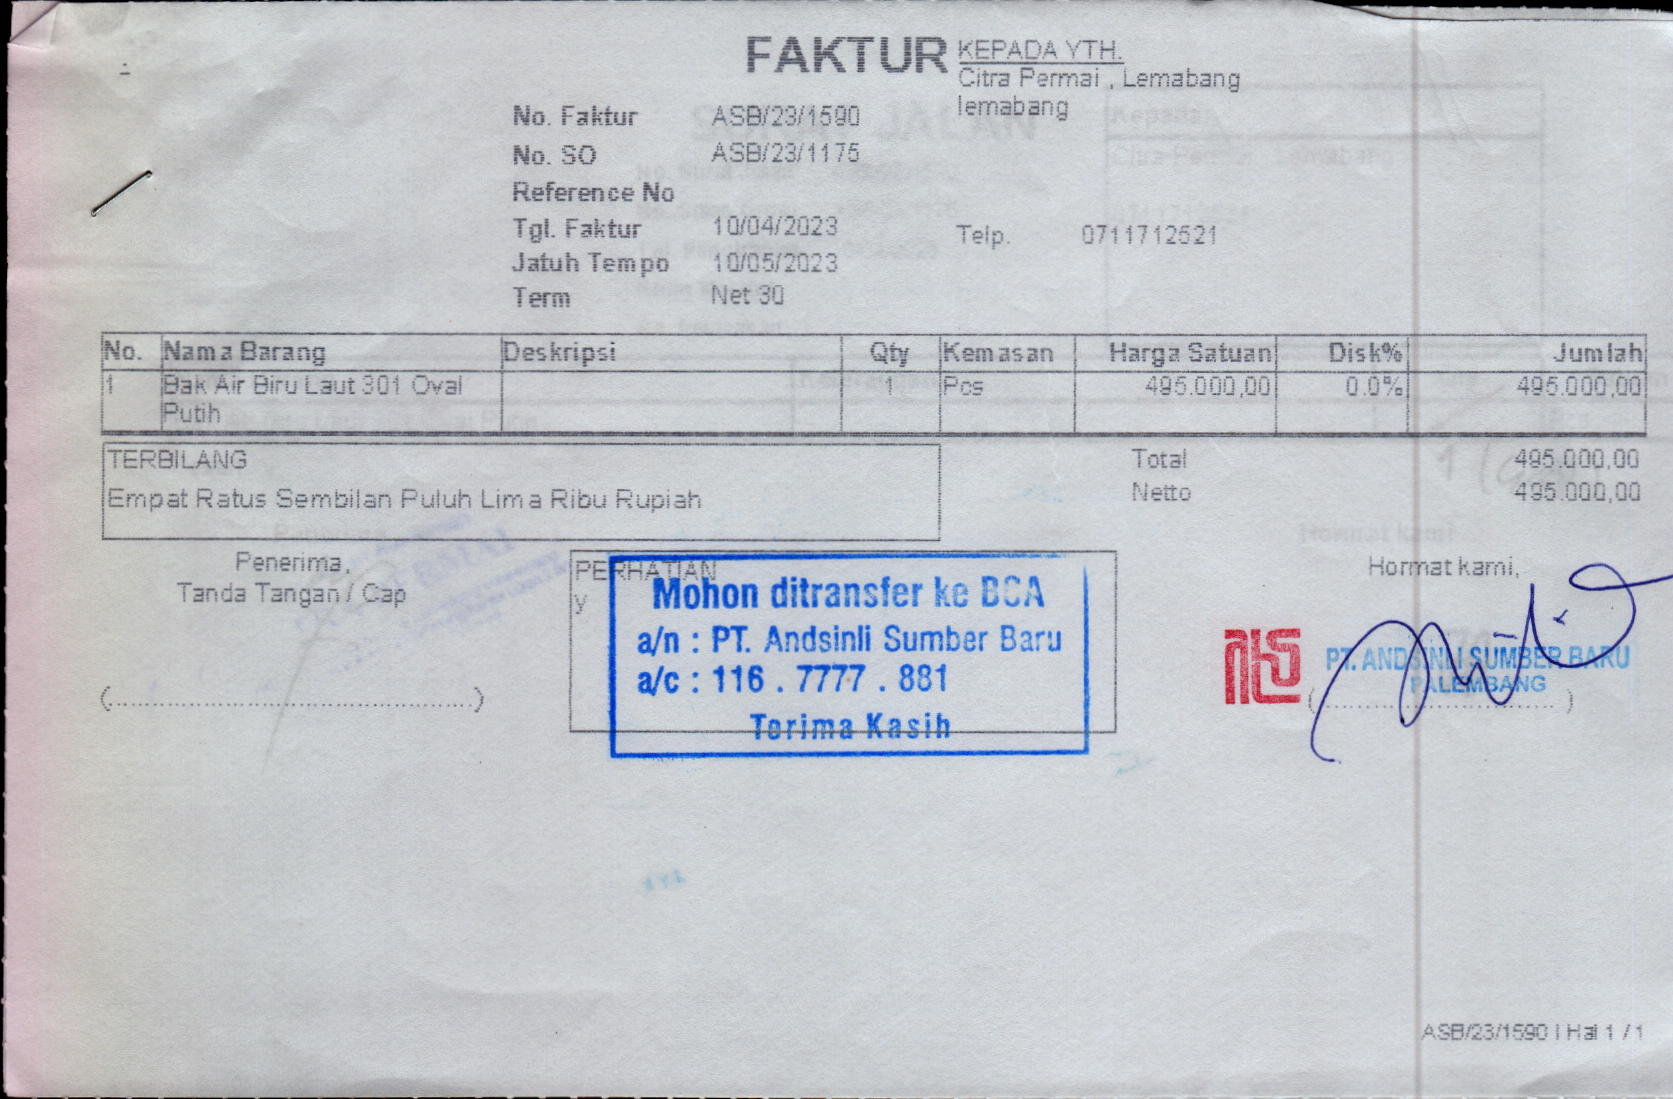 FAKTUR
KEPADA YTH.
Citra Permai , Lemabang
lemabang
No. Faktur ASB/23/1590
No. SO ASB/23/1175
Reference No
Tgl. Faktur 10/04/2023
Telp. 0711712521
Jatuh Tempo 10/05/2023
Term Net 30
No. Nama Barang Deskripsi Qty Kemasan Harga Satuan Disk% Jumlah
1 Bak Air Biru Laut 301 Oval 1 Pcs 495.000,00 0.0% 495.000,00
Putih
TERBILANG
Empat Ratus Sembilan Puluh Lima Ribu Rupiah
Total 495.000,00
Netto 495.000,00
Penerima,
Tanda Tangan / Cap
(........................................................)
PERHATIAN
y
Mohon ditransfer ke BCA
a/n : PT. Andsinli Sumber Baru
a/c : 116 . 7777 . 881
Terima Kasih
Hormat kami,
PT. ANDSINLI SUMBER BARU
PALEMBANG
(........................................)
ASB/23/1590 | Hal 1 / 1